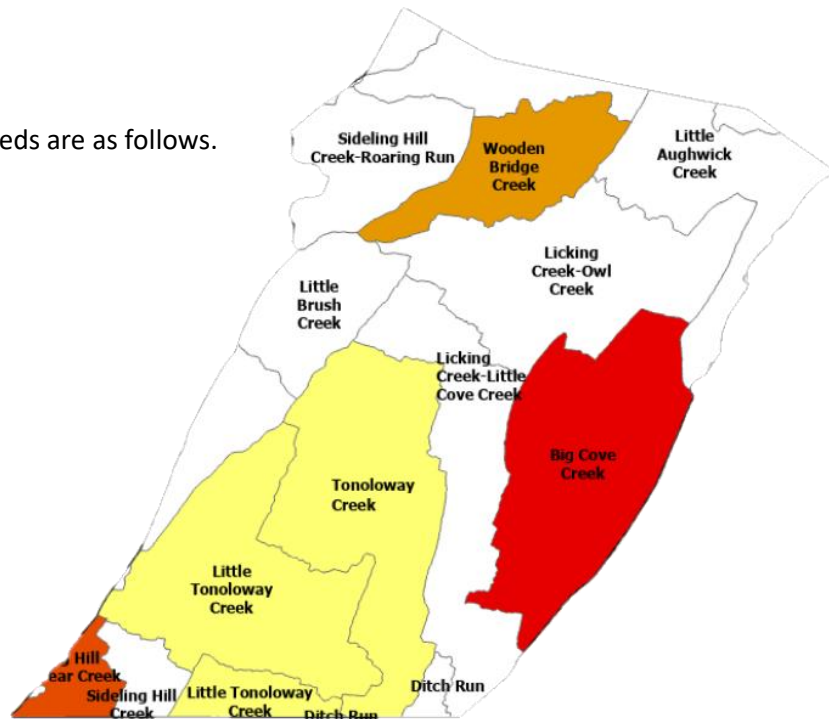 eds are as follows.
Sideling Hill
Creek-Roaring Run
Wooden
Bridge
Creek
Little
Aughwick
Creek
Licking
Creek-Owl
Creek
Little
Brush
Creek
Licking
Creek-Little
Cove Creek
Big Cove
Creek
Tonoloway
Creek
Little
Tonoloway
Creek
Hill
ear Creek
Sideling Hill
Creek
Little Tonoloway
Creek
Ditch Run
Ditch Run